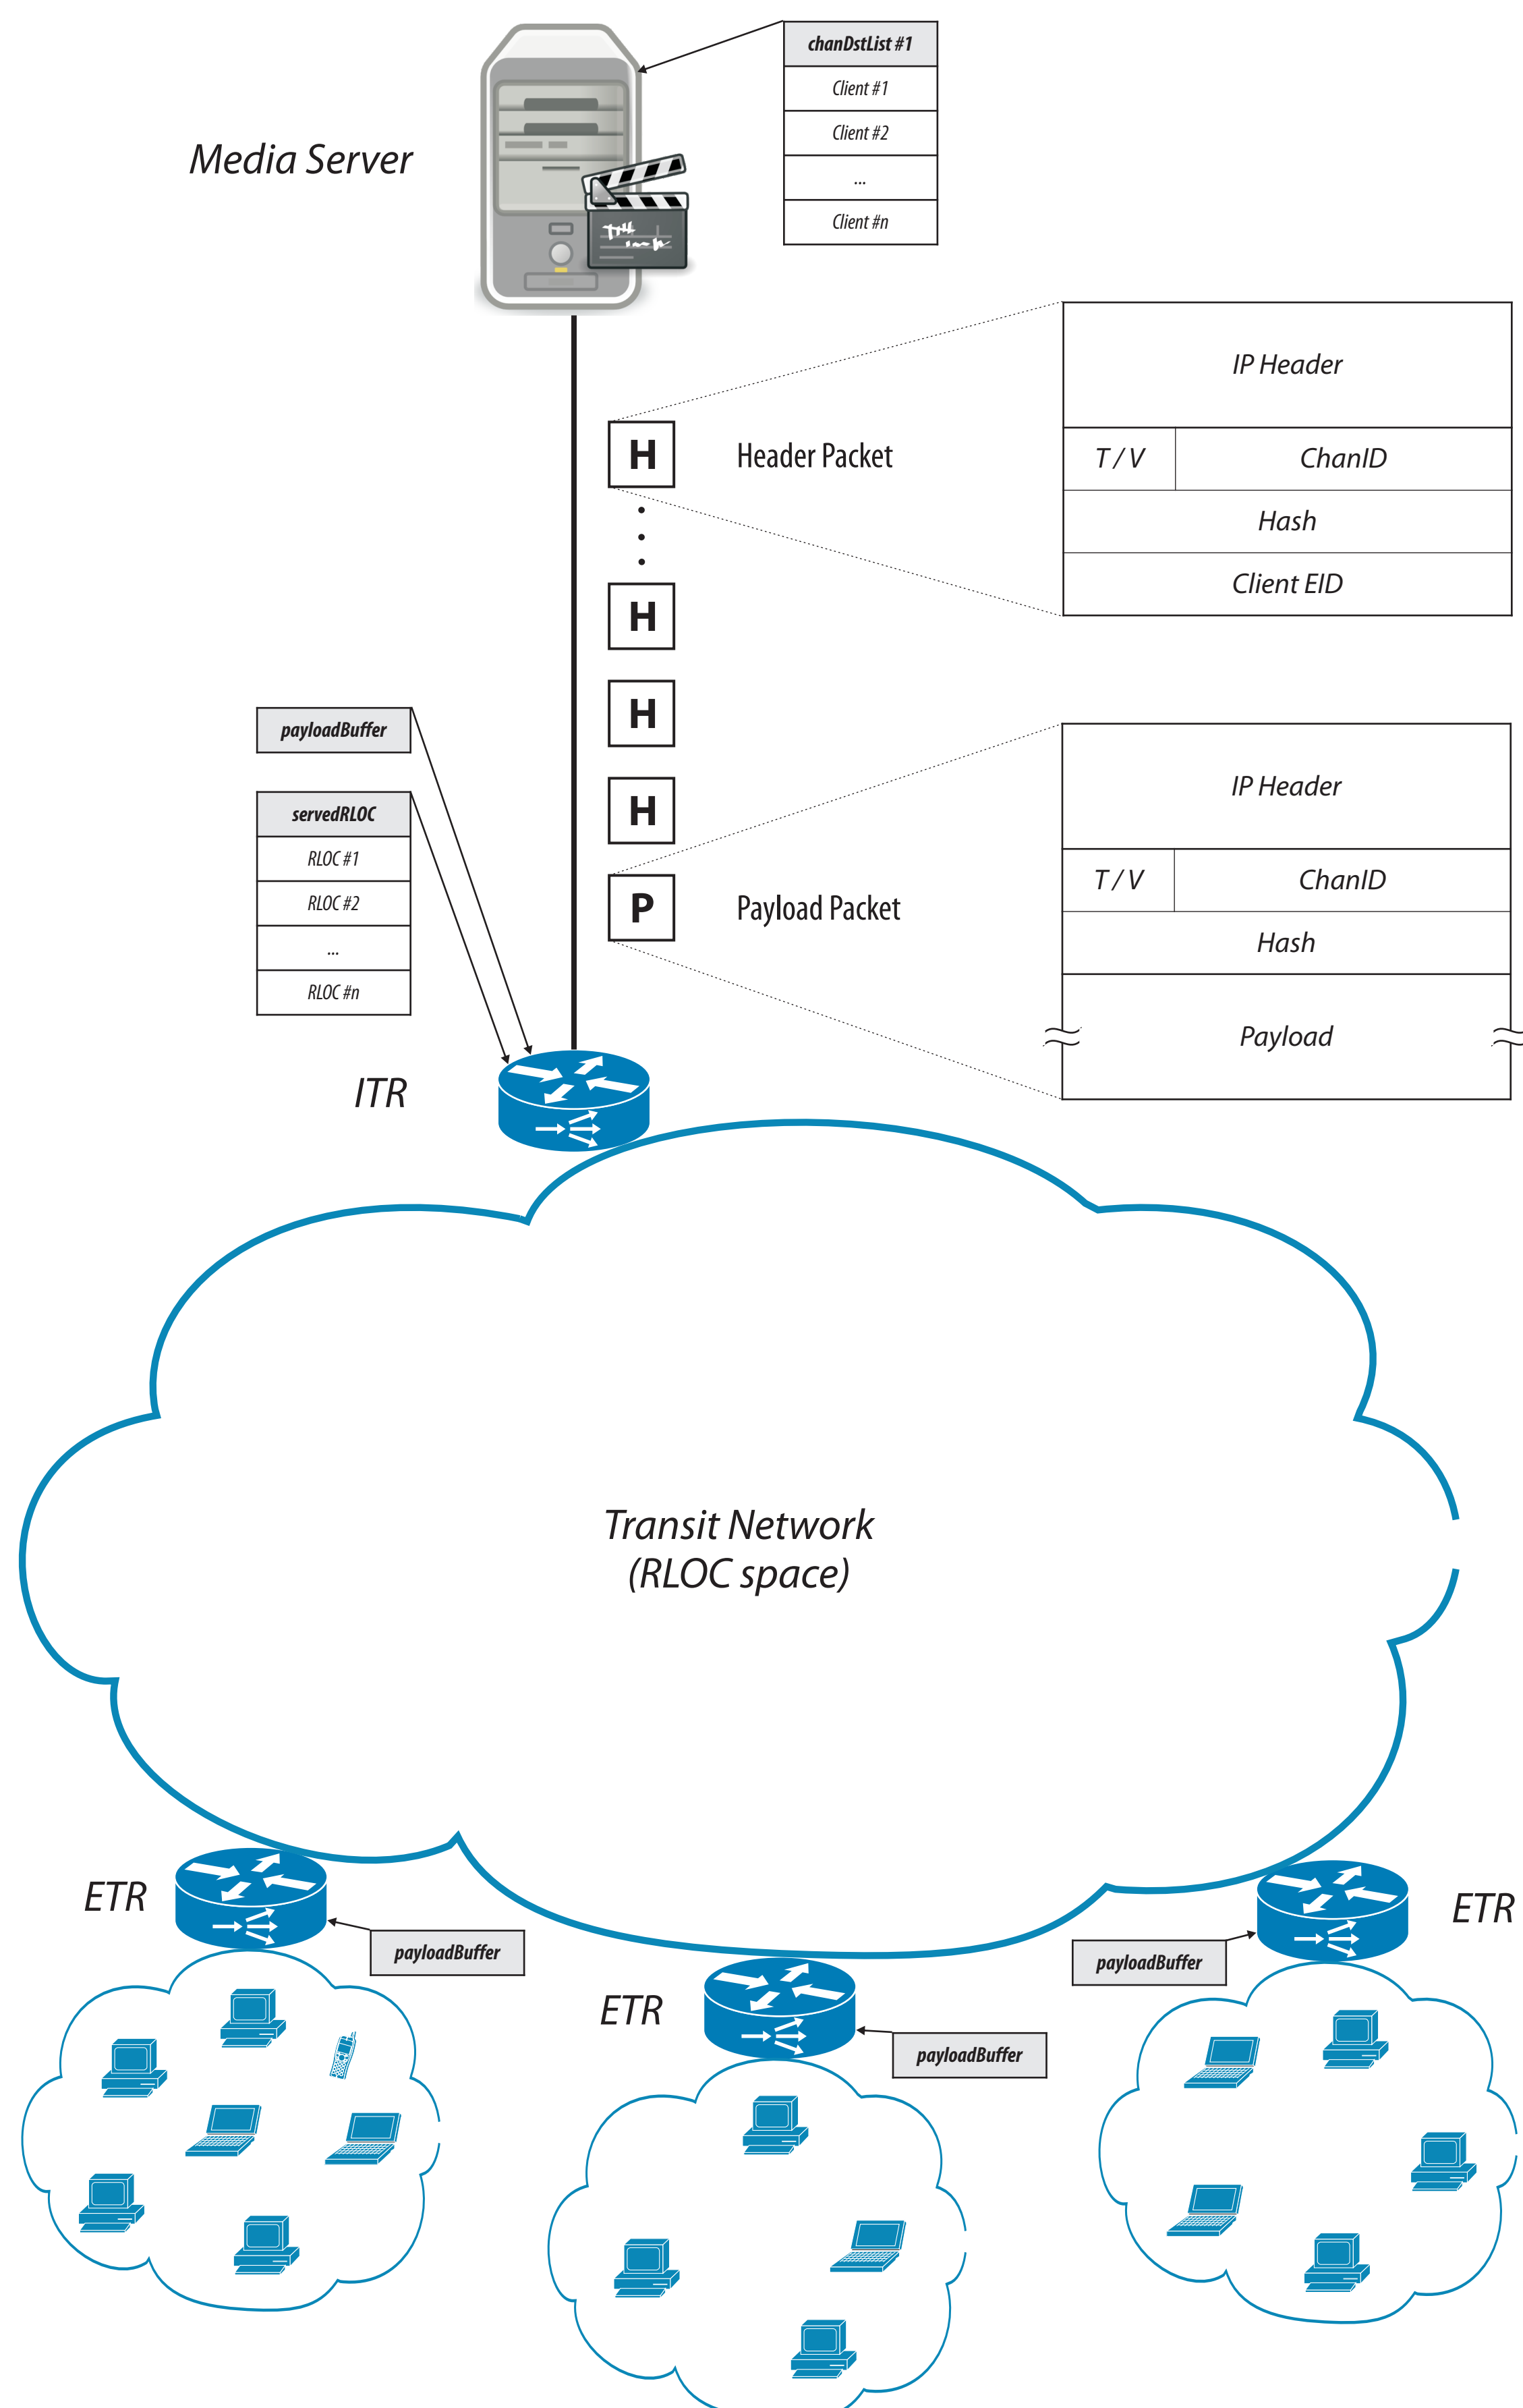 chanDstList #1
Client #1
Client #2
...
Client #n
Media Server
IP Header
T / V
ChanID
Hash
Client EID
H
Header Packet
H
H
H
P
Payload Packet
payloadBuffer
servedRLOC
RLOC #1
RLOC #2
...
RLOC #n
IP Header
T / V
ChanID
Hash
Payload
ITR
Transit Network
(RLOC space)
ETR
payloadBuffer
ETR
payloadBuffer
ETR
payloadBuffer